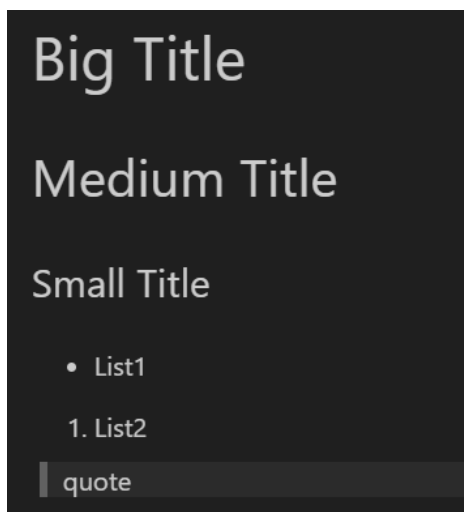 Big Title
Medium Title
Small Title
• List1
1. List2
quote